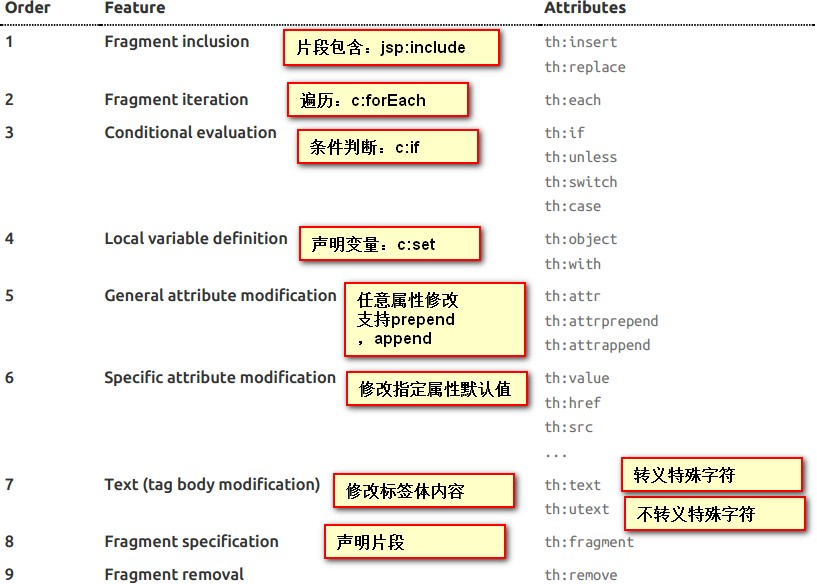 Order Feature Attributes
1 Fragment inclusion 片段包含：jsp:include th:insert
th:replace
2 Fragment iteration 遍历：c:forEach th:each
3 Conditional evaluation 条件判断：c:if th:if
th:unless
th:switch
th:case
4 Local variable definition 声明变量：c:set th:object
th:with
5 General attribute modification 任意属性修改 th:attr
支持prepend th:attrprepend
，append th:attrappend
6 Specific attribute modification 修改指定属性默认值 th:value
th:href
th:src
...
7 Text (tag body modification) 修改标签体内容 th:text 转义特殊字符
th:utext 不转义特殊字符
8 Fragment specification 声明片段 th:fragment
9 Fragment removal th:remove